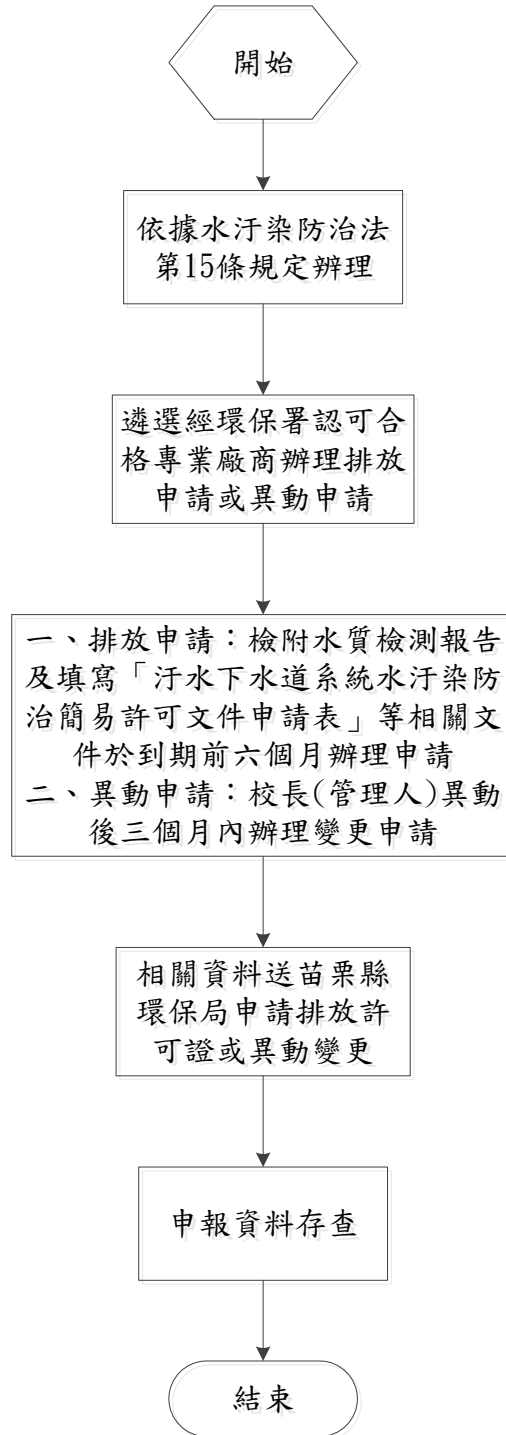 開始
依據水汙染防治法
第15條規定辦理
遴選經環保署認可合
格專業廠商辦理排放
申請或異動申請
一、排放申請：檢附水質檢測報告
及填寫「汙水下水道系統水汙染防
治簡易許可文件申請表」等相關文
件於到期前六個月辦理申請
二、異動申請：校長(管理人)異動
後三個月內辦理變更申請
相關資料送苗栗縣
環保局申請排放許
可證或異動變更
申報資料存查
結束